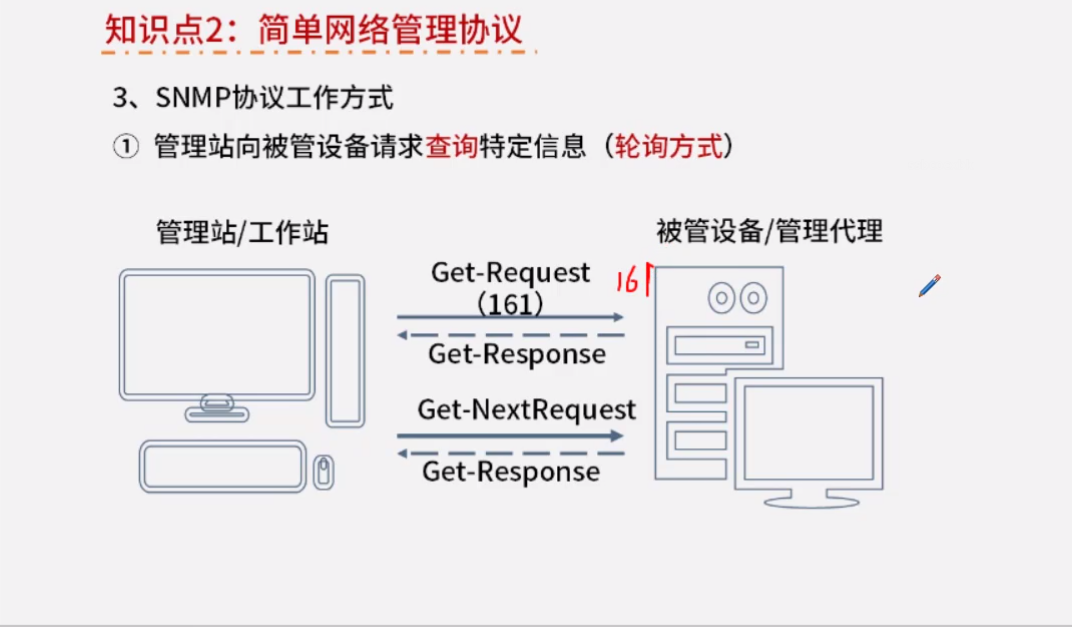 知识点2：简单网络管理协议
3、SNMP协议工作方式
① 管理站向被管设备请求查询特定信息（轮询方式）
管理站/工作站
被管设备/管理代理
Get-Request
（161）
161
Get-Response
Get-NextRequest
Get-Response